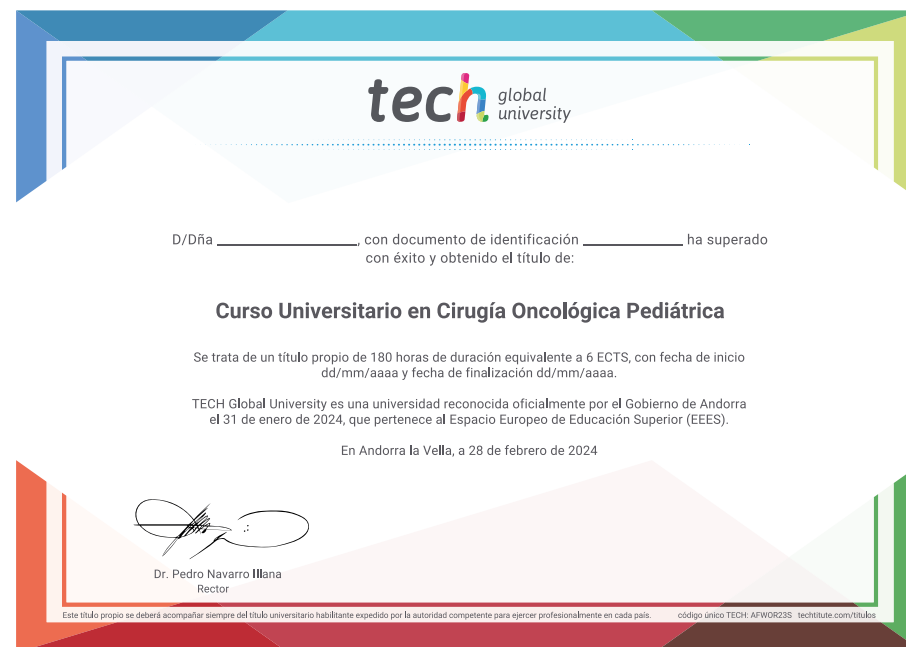 tech global university
D/Dña ____________________, con documento de identificación ______________ ha superado
con éxito y obtenido el título de:
Curso Universitario en Cirugía Oncológica Pediátrica
Se trata de un título propio de 180 horas de duración equivalente a 6 ECTS, con fecha de inicio
dd/mm/aaaa y fecha de finalización dd/mm/aaaa.
TECH Global University es una universidad reconocida oficialmente por el Gobierno de Andorra
el 31 de enero de 2024, que pertenece al Espacio Europeo de Educación Superior (EEES).
En Andorra la Vella, a 28 de febrero de 2024
Dr. Pedro Navarro Illana
Rector
Este título propio se deberá acompañar siempre del título universitario habilitante expedido por la autoridad competente para ejercer profesionalmente en cada país. código único TECH: AFWOR23S techtitute.com/titulos